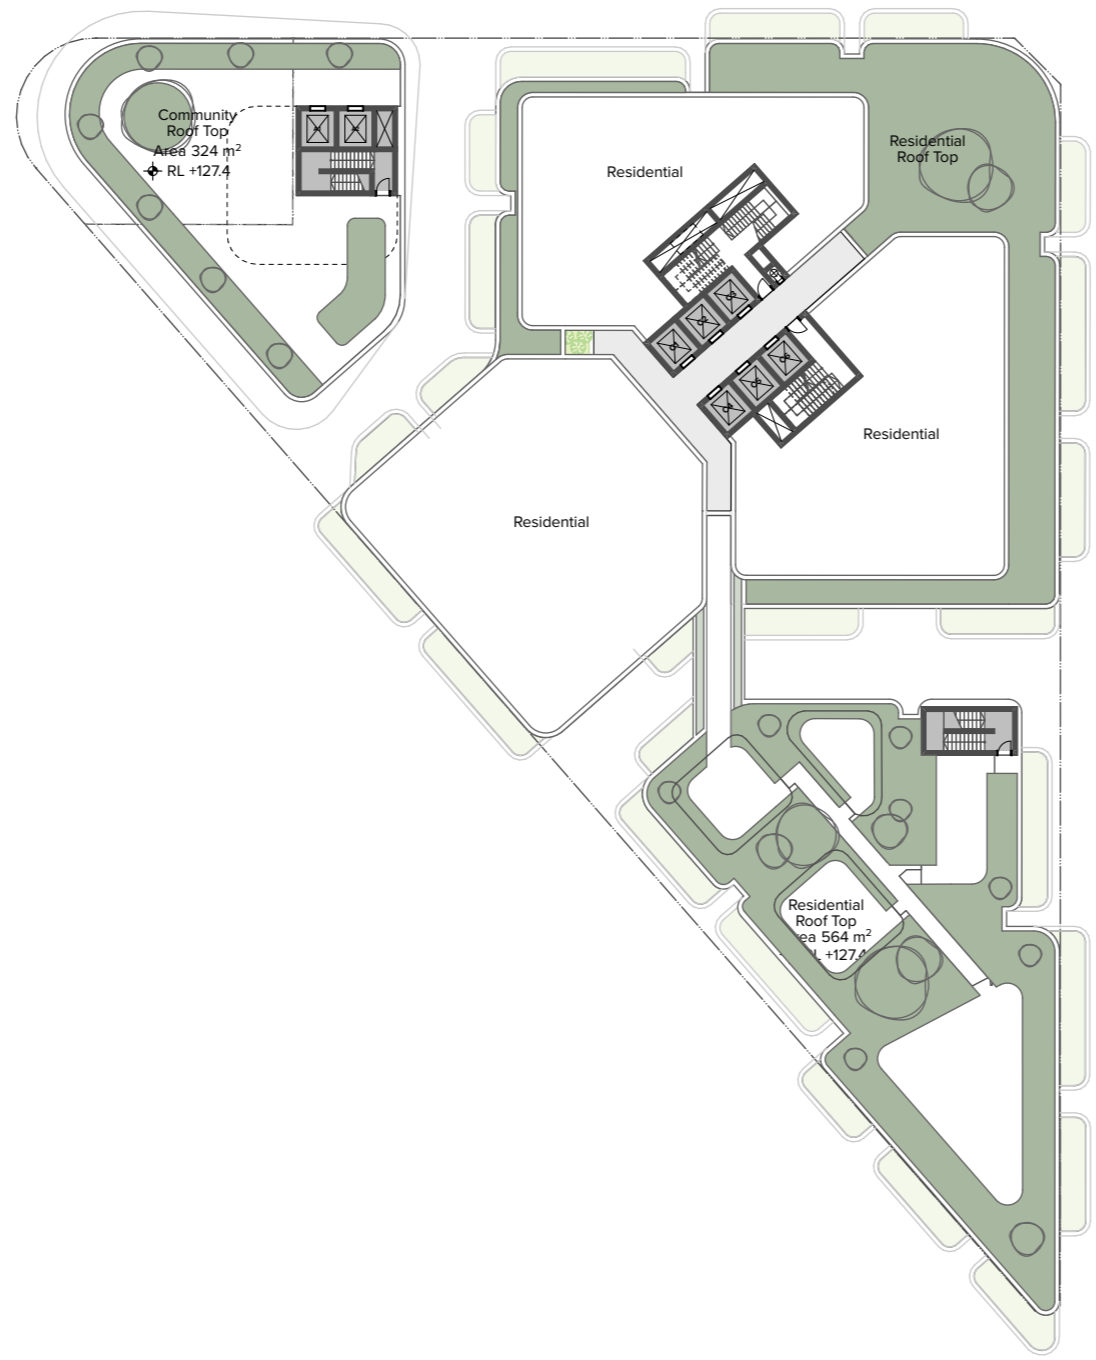 Community
Roof Top
Area 324 m²
RL +127.4
Residential
Residential
Roof Top
Residential
Residential
Residential
Roof Top
ea 564 m²
L +127.4